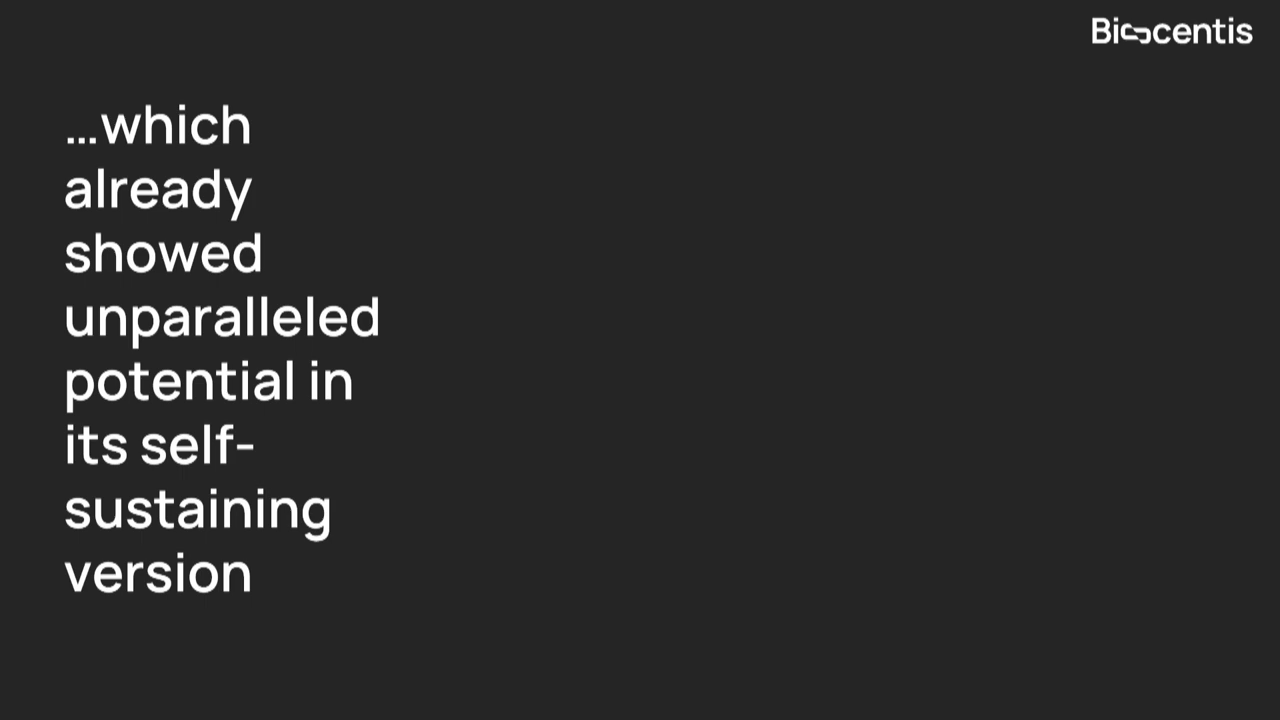 Biocentis
...which
already
showed
unparalleled
potential in
its self-
sustaining
version